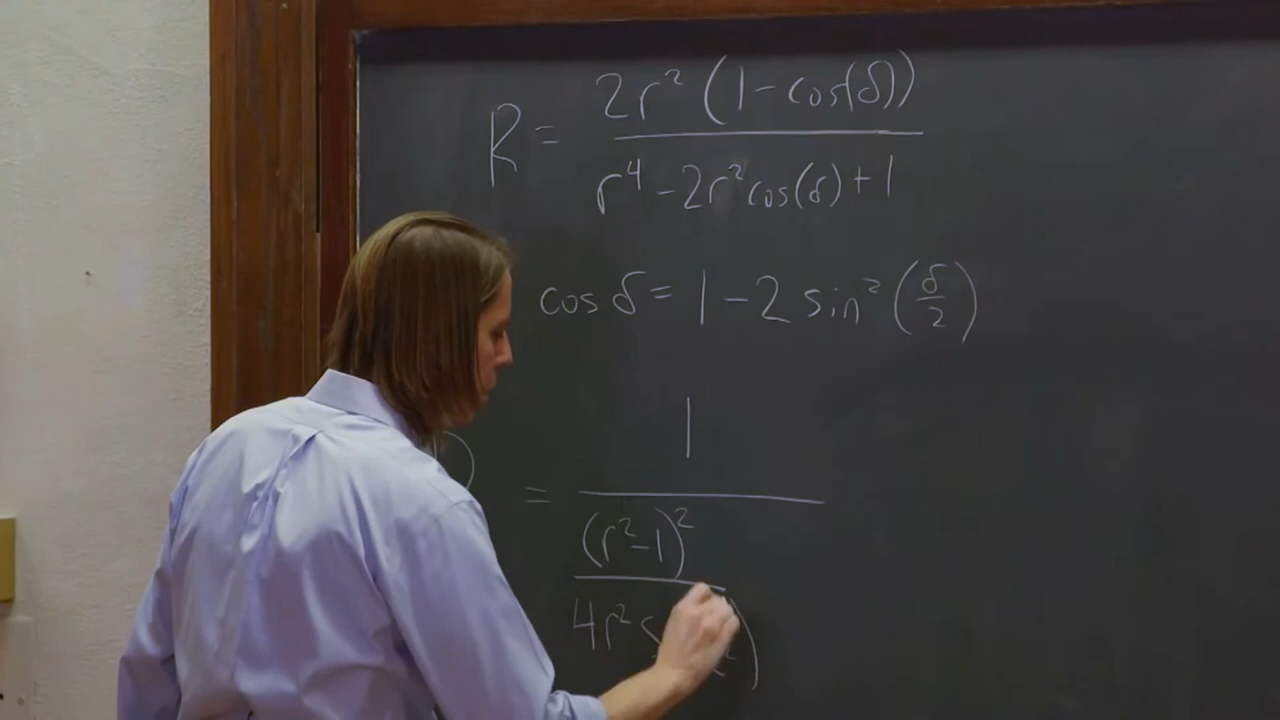 R = 2r² (1 - cos(δ)) / r⁴ - 2r² cos(δ) + 1
cos δ = 1 - 2 sin² (δ/2)
= 1
(r² - 1)²
4r²